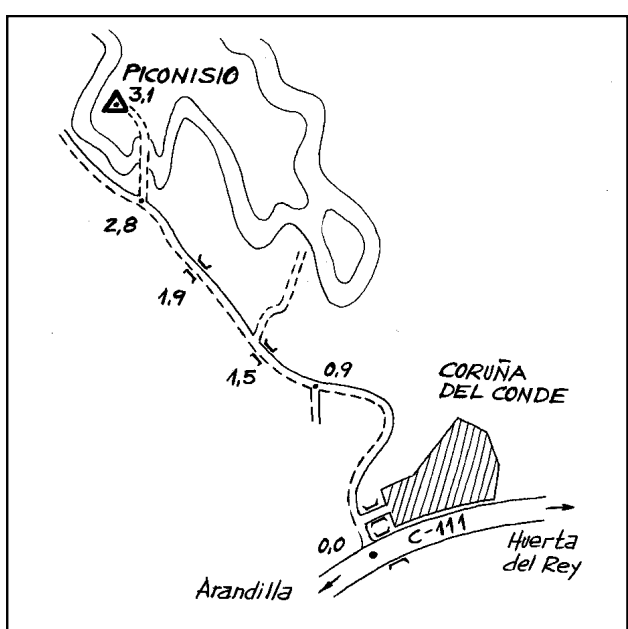 PICONISIO
3,1
2,8
1,9
1,5
0,9
CORUÑA
DEL CONDE
0,0
C-111
Huerta
del Rey
Arandilla